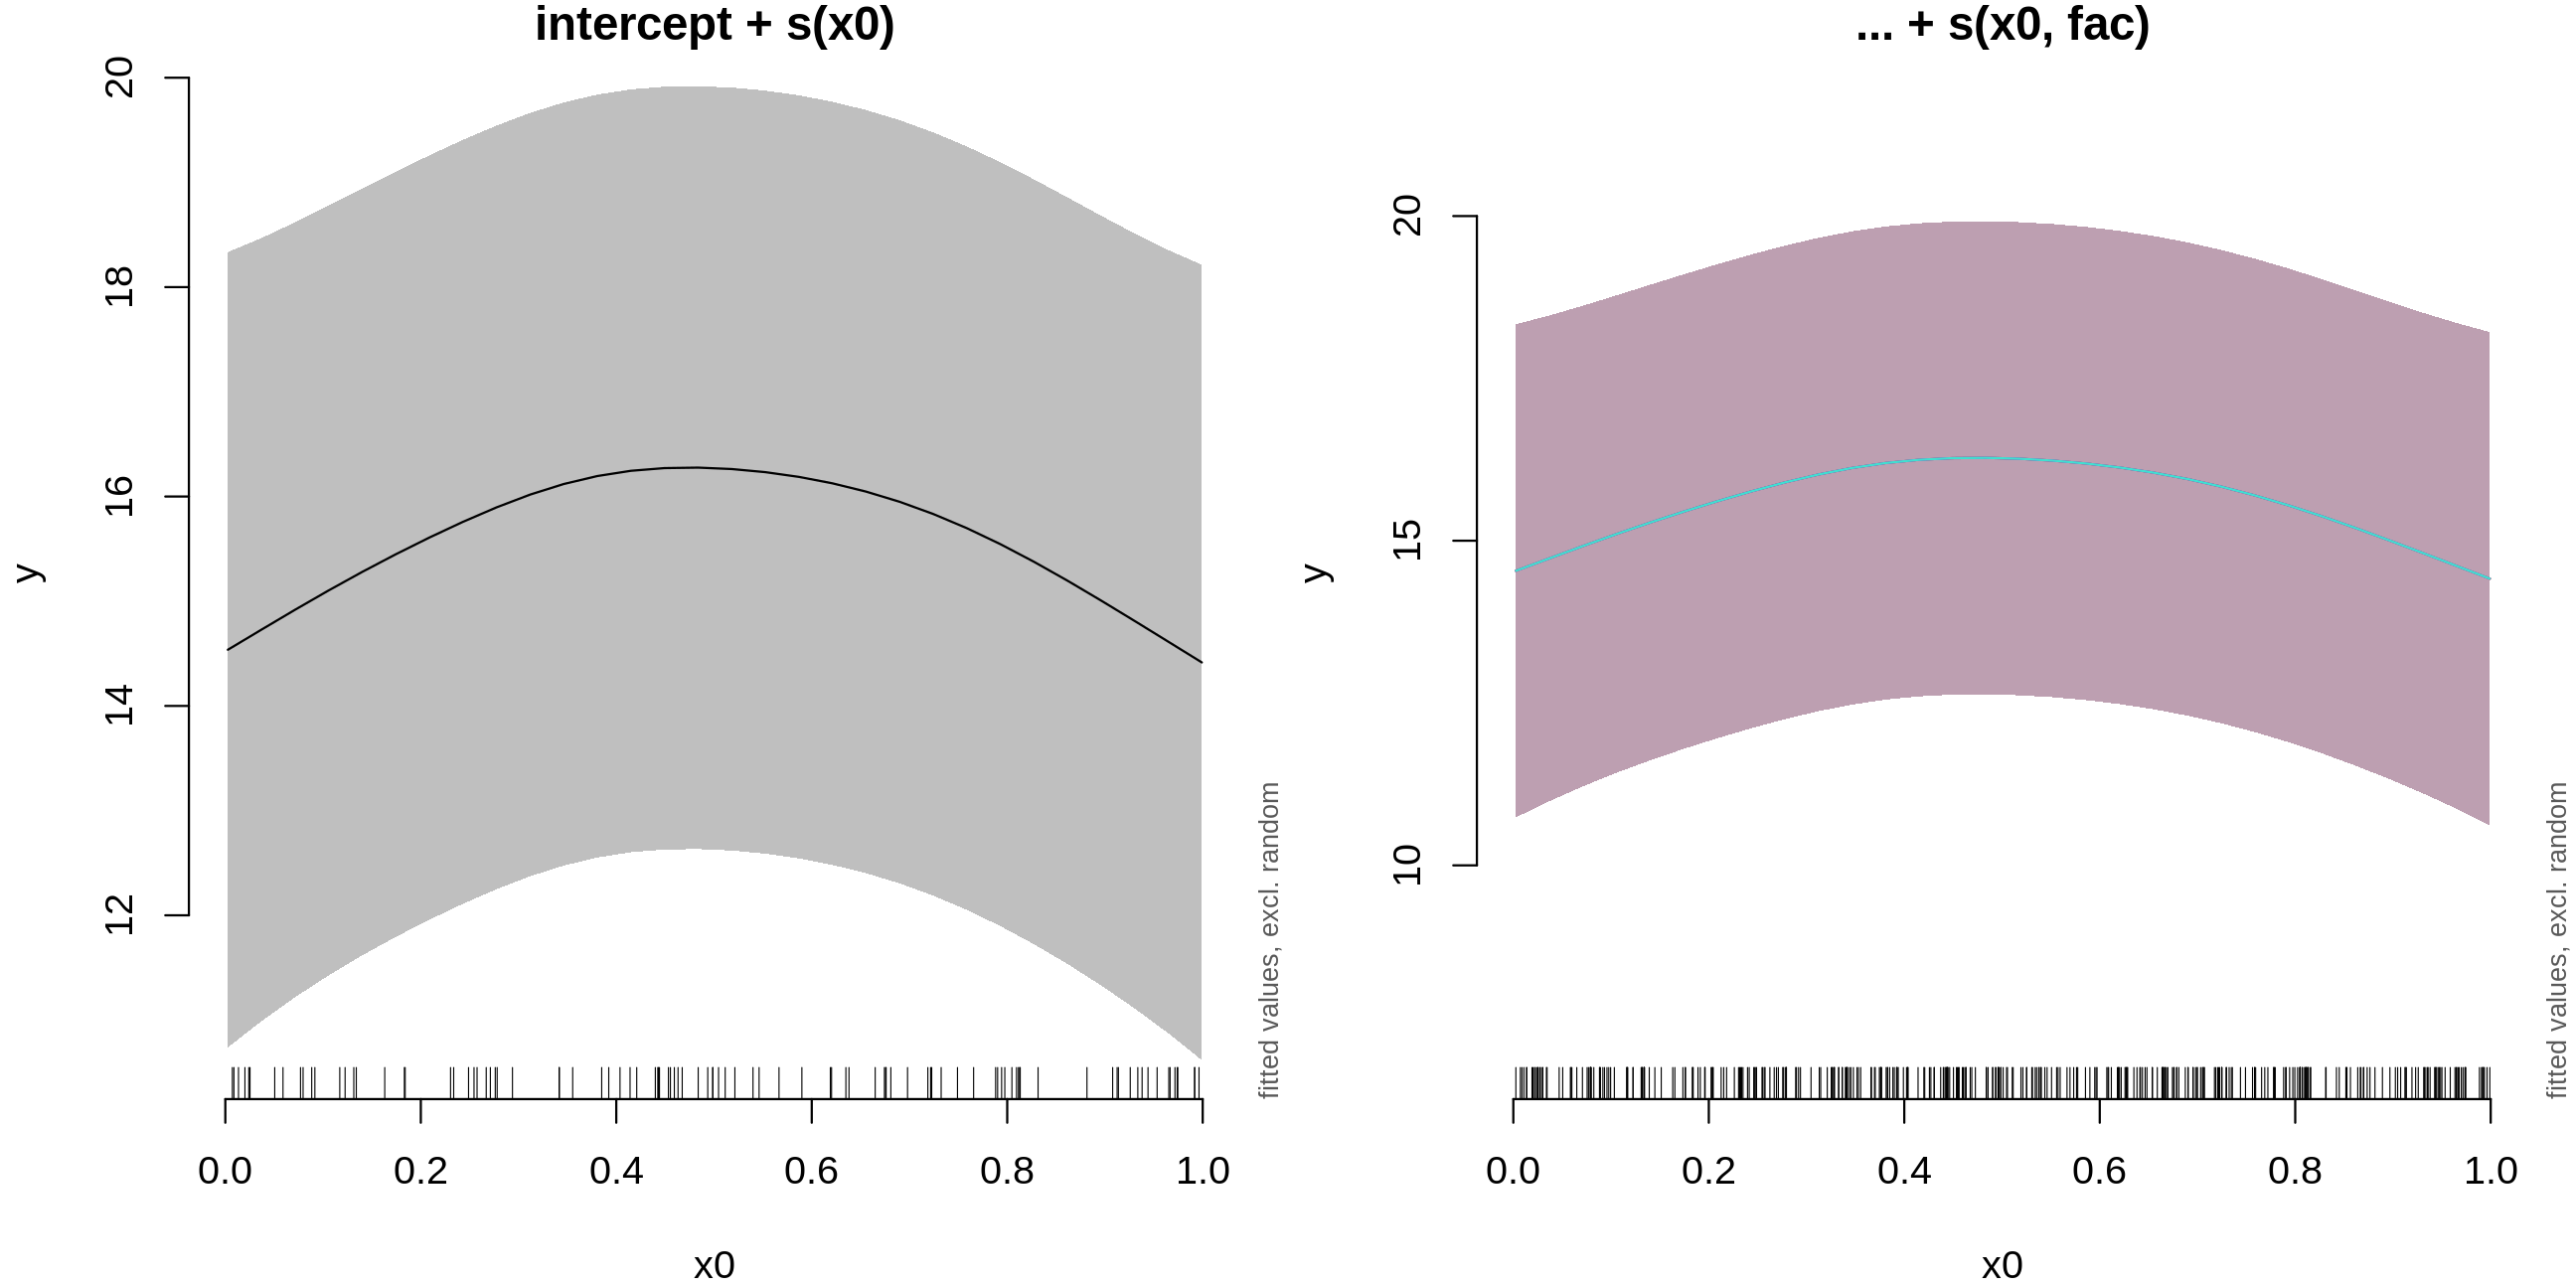 intercept + s(x0)
20
18
16
14
12
y
0.0 0.2 0.4 0.6 0.8 1.0
x0
fitted values, excl. random
... + s(x0, fac)
20
15
10
y
0.0 0.2 0.4 0.6 0.8 1.0
x0
fitted values, excl. random